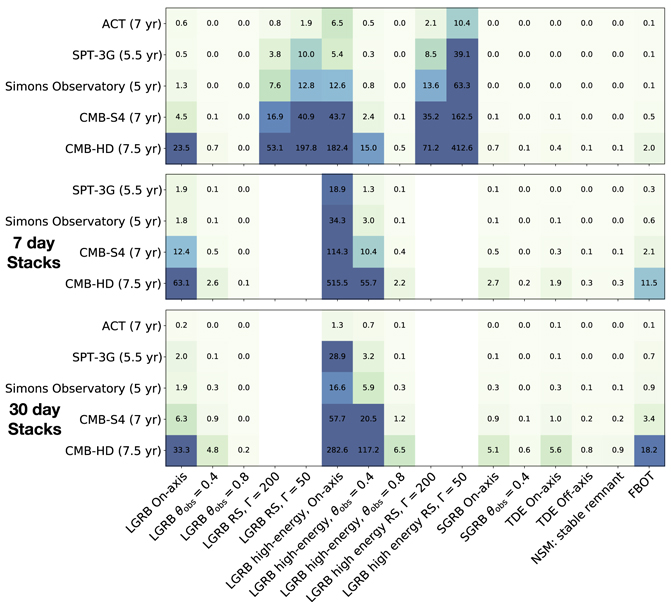 ACT (7 yr) 0.6 0.0 0.0 0.8 1.9 6.5 0.5 0.0 2.1 10.4 0.0 0.0 0.0 0.0 0.0 0.1
SPT-3G (5.5 yr) 0.5 0.0 0.0 3.8 10.0 5.4 0.3 0.0 8.5 39.1 0.0 0.0 0.0 0.0 0.0 0.1
Simons Observatory (5 yr) 1.3 0.0 0.0 7.6 12.8 12.6 0.8 0.0 13.6 63.3 0.0 0.0 0.0 0.0 0.0 0.1
CMB-S4 (7 yr) 4.5 0.1 0.0 16.9 40.9 43.7 2.4 0.1 35.2 162.5 0.1 0.0 0.1 0.0 0.0 0.5
CMB-HD (7.5 yr) 23.5 0.7 0.0 53.1 197.8 182.4 15.0 0.5 71.2 412.6 0.7 0.1 0.4 0.1 0.1 2.0
SPT-3G (5.5 yr) 1.9 0.1 0.0 18.9 1.3 0.1 0.1 0.0 0.1 0.0 0.0 0.3
Simons Observatory (5 yr) 1.8 0.1 0.0 34.3 3.0 0.1 0.1 0.0 0.1 0.0 0.0 0.6
7 day
Stacks
CMB-S4 (7 yr) 12.4 0.5 0.0 114.3 10.4 0.4 0.5 0.0 0.3 0.1 0.1 2.1
CMB-HD (7.5 yr) 63.1 2.6 0.1 515.5 55.7 2.2 2.7 0.2 1.9 0.3 0.3 11.5
ACT (7 yr) 0.2 0.0 0.0 1.3 0.7 0.1 0.0 0.0 0.1 0.0 0.0 0.1
SPT-3G (5.5 yr) 2.0 0.1 0.0 28.9 3.2 0.1 0.1 0.0 0.1 0.0 0.0 0.7
Simons Observatory (5 yr) 1.9 0.3 0.0 16.6 5.9 0.3 0.3 0.0 0.3 0.1 0.1 0.9
30 day
Stacks
CMB-S4 (7 yr) 6.3 0.9 0.0 57.7 20.5 1.2 0.9 0.1 1.0 0.2 0.2 3.4
CMB-HD (7.5 yr) 33.3 4.8 0.2 282.6 117.2 6.5 5.1 0.6 5.6 0.8 0.9 18.2
LGRB On-axis
LGRB θobs = 0.4
LGRB θobs = 0.8
LGRB RS, Γ = 200
LGRB RS, Γ = 50
LGRB high-energy, On-axis
LGRB high-energy, θobs = 0.4
LGRB high-energy, θobs = 0.8
LGRB high energy RS, Γ = 200
LGRB high energy RS, Γ = 50
SGRB On-axis
SGRB θobs = 0.4
TDE On-axis
TDE Off-axis
NSM: stable remnant
FBOT